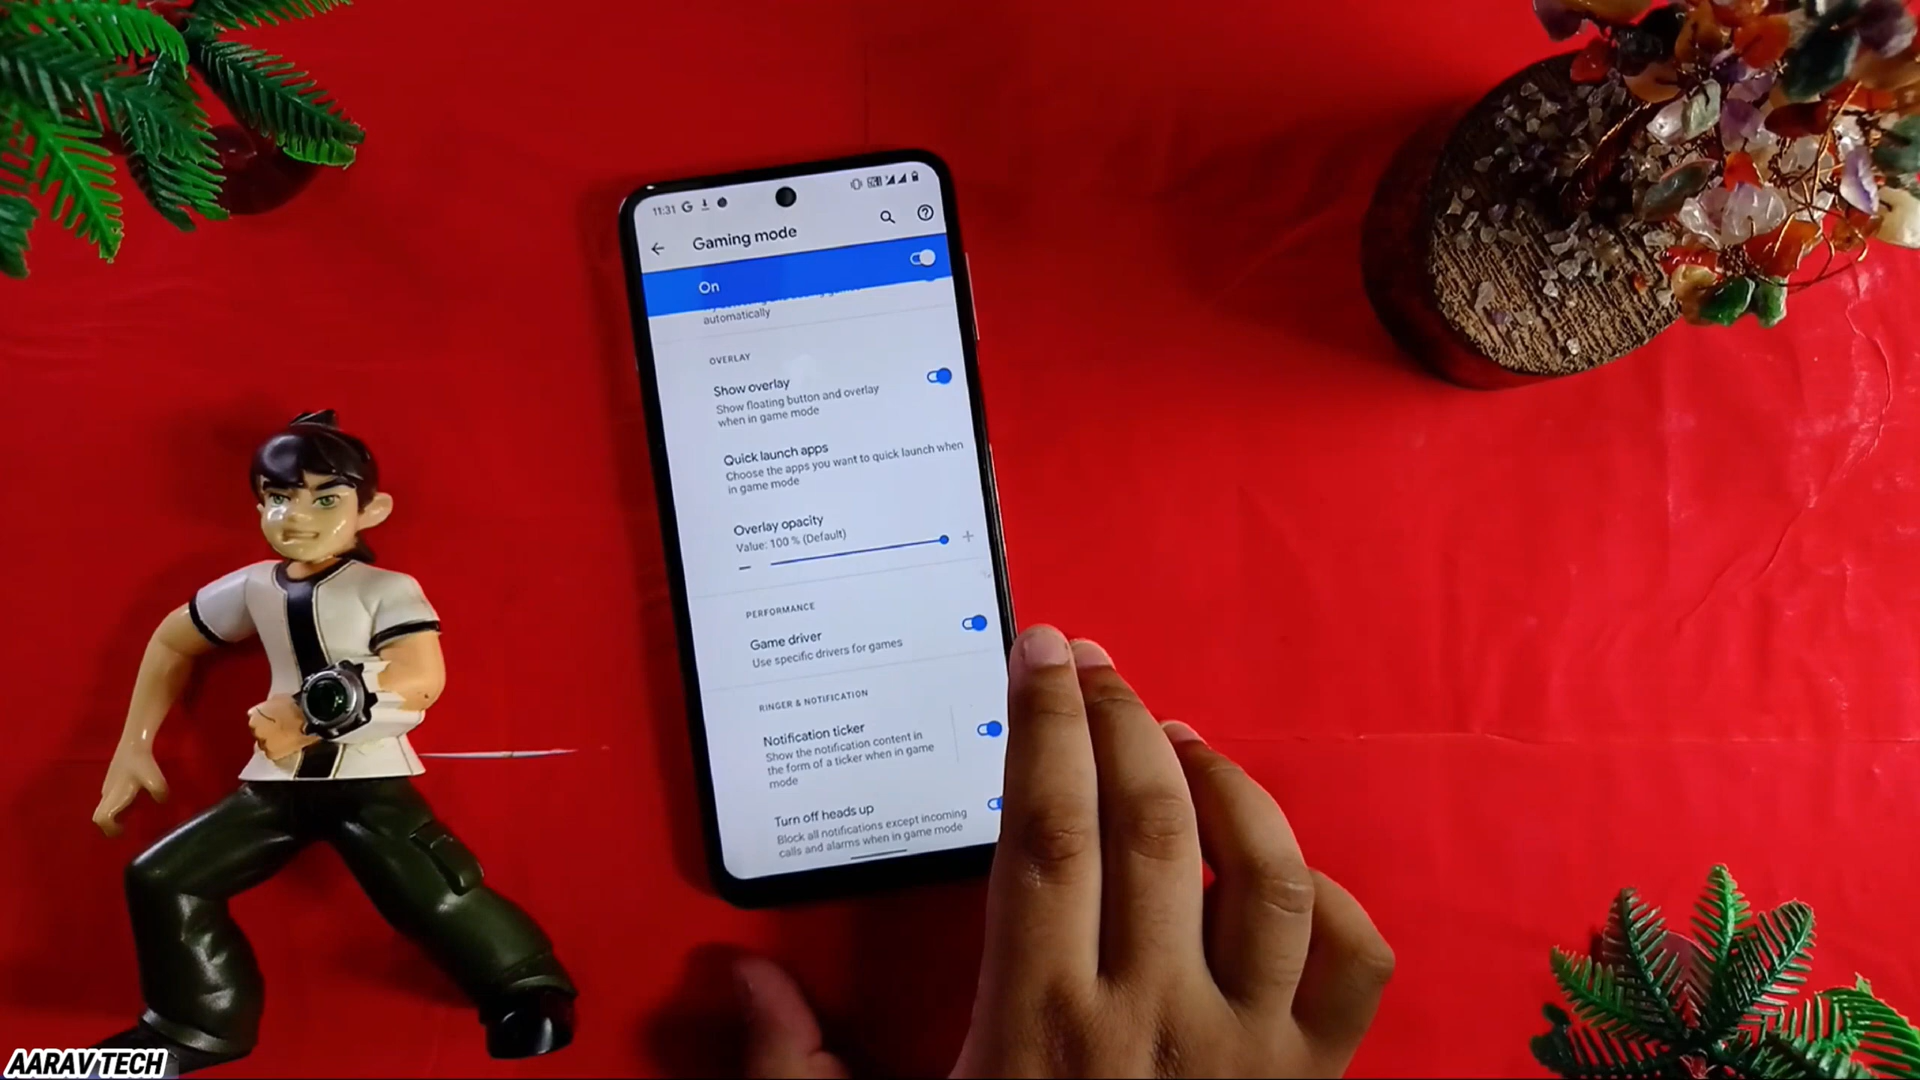 11:31
Gaming mode
On
automatically
OVERLAY
Show overlay
Show floating button and overlay
when in game mode
Quick launch apps
Choose the apps you want to quick launch when
in game mode
Overlay opacity
Value: 100 % (Default)
PERFORMANCE
Game driver
Use specific drivers for games
RINGER & NOTIFICATION
Notification ticker
Show the notification content in
the form of a ticker when in game
mode
Turn off heads up
Block all notifications except incoming
calls and alarms when in game mode
AARAV TECH